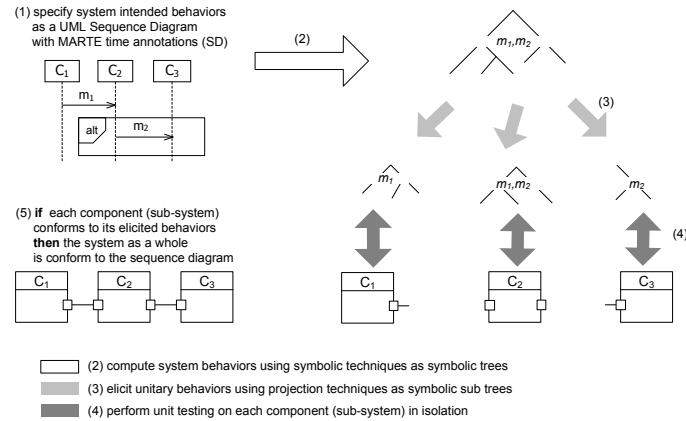 (1) specify system intended behaviors
as a UML Sequence Diagram
with MARTE time annotations (SD)
(2)
C1
C2
C3
m1
alt
m2
m1,m2
(3)
m1
m1,m2
m2
(4)
(5) if each component (sub-system)
conforms to its elicited behaviors
then the system as a whole
is conform to the sequence diagram
C1
C2
C3
C1
C2
C3
(2) compute system behaviors using symbolic techniques as symbolic trees
(3) elicit unitary behaviors using projection techniques as symbolic sub trees
(4) perform unit testing on each component (sub-system) in isolation